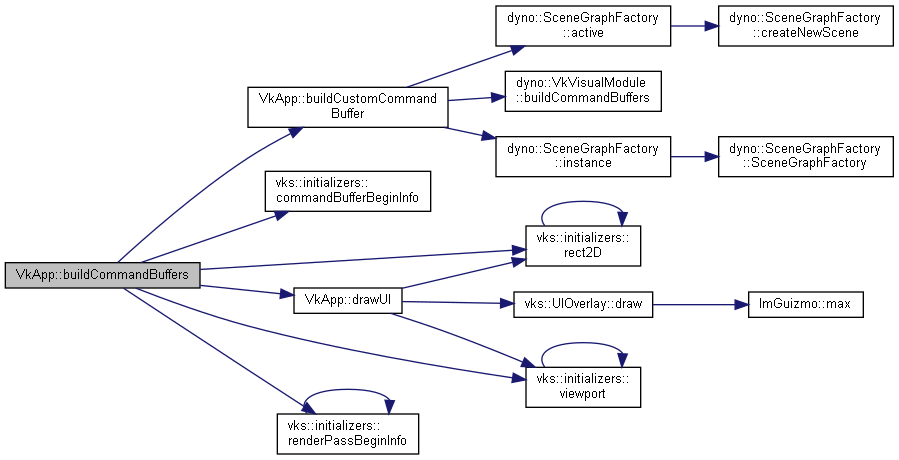 dyno::SceneGraphFactory
::active
dyno::SceneGraphFactory
::createNewScene
dyno::VkVisualModule
::buildCommandBuffers
VkApp::buildCustomCommand
Buffer
dyno::SceneGraphFactory
::instance
dyno::SceneGraphFactory
::SceneGraphFactory
vks::initializers::
commandBufferBeginInfo
vks::initializers::
rect2D
VkApp::buildCommandBuffers
VkApp::drawUI
vks::UIOverlay::draw
ImGuizmo::max
vks::initializers::
viewport
vks::initializers::
renderPassBeginInfo